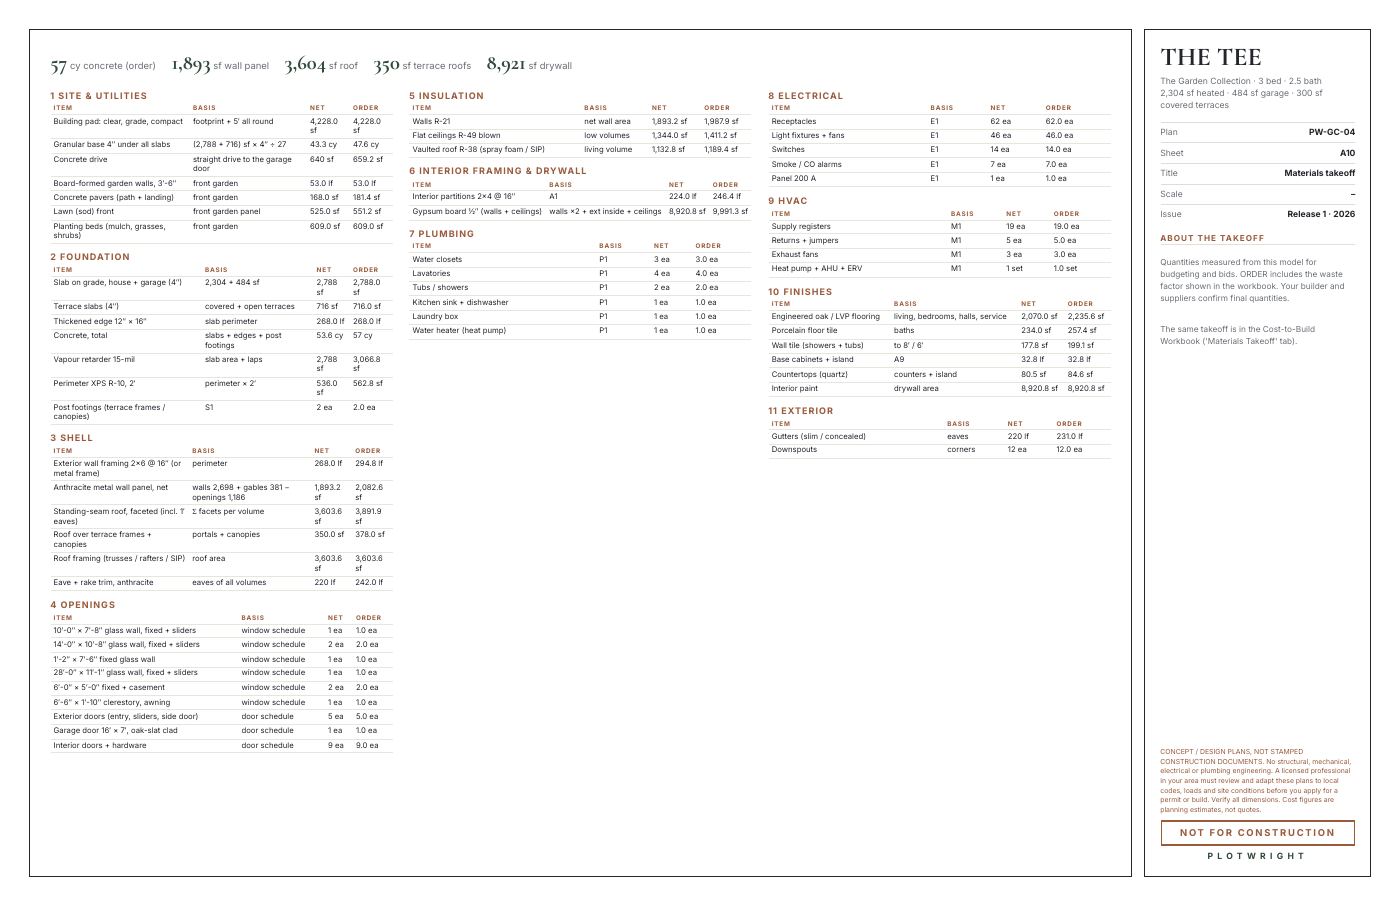 57 cy concrete (order) 1,893 sf wall panel 3,604 sf roof 350 sf terrace roofs 8,921 sf drywall
1 SITE & UTILITIES
ITEM BASIS NET ORDER
Building pad: clear, grade, compact footprint + 5' all round 4,228.0 sf 4,228.0 sf
Granular base 4" under all slabs (2,788 + 716) sf × 4" ÷ 27 43.3 cy 47.6 cy
Concrete drive straight drive to the garage door 640 sf 659.2 sf
Board-formed garden walls, 3'-6" front garden 53.0 lf 53.0 lf
Concrete pavers (path + landing) front garden 168.0 sf 181.4 sf
Lawn (sod) front front garden panel 525.0 sf 551.2 sf
Planting beds (mulch, grasses, shrubs) front garden 609.0 sf 609.0 sf
2 FOUNDATION
ITEM BASIS NET ORDER
Slab on grade, house + garage (4") 2,304 + 484 sf 2,788 sf 2,788.0 sf
Terrace slabs (4") covered + open terraces 716 sf 716.0 sf
Thickened edge 12" × 16" slab perimeter 268.0 lf 268.0 lf
Concrete, total slabs + edges + post footings 53.6 cy 57 cy
Vapour retarder 15-mil slab area + laps 2,788 sf 3,066.8 sf
Perimeter XPS R-10, 2' perimeter × 2' 536.0 sf 562.8 sf
Post footings (terrace frames / canopies) S1 2 ea 2.0 ea
3 SHELL
ITEM BASIS NET ORDER
Exterior wall framing 2×6 @ 16" (or metal frame) perimeter 268.0 lf 294.8 lf
Anthracite metal wall panel, net walls 2,698 + gables 381 − openings 1,186 1,893.2 sf 2,082.6 sf
Standing-seam roof, faceted (incl. 1' eaves) Σ facets per volume 3,603.6 sf 3,891.9 sf
Roof over terrace frames + canopies portals + canopies 350.0 sf 378.0 sf
Roof framing (trusses / rafters / SIP) roof area 3,603.6 sf 3,603.6 sf
Eave + rake trim, anthracite eaves of all volumes 220 lf 242.0 lf
4 OPENINGS
ITEM BASIS NET ORDER
10'-0" × 7'-8" glass wall, fixed + sliders window schedule 1 ea 1.0 ea
14'-0" × 10'-8" glass wall, fixed + sliders window schedule 2 ea 2.0 ea
1'-2" × 7'-6" fixed glass wall window schedule 1 ea 1.0 ea
28'-0" × 11'-1" glass wall, fixed + sliders window schedule 1 ea 1.0 ea
6'-0" × 5'-0" fixed + casement window schedule 2 ea 2.0 ea
6'-6" × 1'-10" clerestory, awning window schedule 1 ea 1.0 ea
Exterior doors (entry, sliders, side door) door schedule 5 ea 5.0 ea
Garage door 16' × 7', oak-slat clad door schedule 1 ea 1.0 ea
Interior doors + hardware door schedule 9 ea 9.0 ea
5 INSULATION
ITEM BASIS NET ORDER
Walls R-21 net wall area 1,893.2 sf 1,987.9 sf
Flat ceilings R-49 blown low volumes 1,344.0 sf 1,411.2 sf
Vaulted roof R-38 (spray foam / SIP) living volume 1,132.8 sf 1,189.4 sf
6 INTERIOR FRAMING & DRYWALL
ITEM BASIS NET ORDER
Interior partitions 2×4 @ 16" A1 224.0 lf 246.4 lf
Gypsum board ½" (walls + ceilings) walls ×2 + ext inside + ceilings 8,920.8 sf 9,991.3 sf
7 PLUMBING
ITEM BASIS NET ORDER
Water closets P1 3 ea 3.0 ea
Lavatories P1 4 ea 4.0 ea
Tubs / showers P1 2 ea 2.0 ea
Kitchen sink + dishwasher P1 1 ea 1.0 ea
Laundry box P1 1 ea 1.0 ea
Water heater (heat pump) P1 1 ea 1.0 ea
8 ELECTRICAL
ITEM BASIS NET ORDER
Receptacles E1 62 ea 62.0 ea
Light fixtures + fans E1 46 ea 46.0 ea
Switches E1 14 ea 14.0 ea
Smoke / CO alarms E1 7 ea 7.0 ea
Panel 200 A E1 1 ea 1.0 ea
9 HVAC
ITEM BASIS NET ORDER
Supply registers M1 19 ea 19.0 ea
Returns + jumpers M1 5 ea 5.0 ea
Exhaust fans M1 3 ea 3.0 ea
Heat pump + AHU + ERV M1 1 set 1.0 set
10 FINISHES
ITEM BASIS NET ORDER
Engineered oak / LVP flooring living, bedrooms, halls, service 2,070.0 sf 2,235.6 sf
Porcelain floor tile baths 234.0 sf 257.4 sf
Wall tile (showers + tubs) to 8' / 6' 177.8 sf 199.1 sf
Base cabinets + island A9 32.8 lf 32.8 lf
Countertops (quartz) counters + island 80.5 sf 84.6 sf
Interior paint drywall area 8,920.8 sf 8,920.8 sf
11 EXTERIOR
ITEM BASIS NET ORDER
Gutters (slim / concealed) eaves 220 lf 231.0 lf
Downspouts corners 12 ea 12.0 ea
THE TEE
The Garden Collection · 3 bed · 2.5 bath
2,304 sf heated · 484 sf garage · 300 sf
covered terraces
Plan PW-GC-04
Sheet A10
Title Materials takeoff
Scale –
Issue Release 1 · 2026
ABOUT THE TAKEOFF
Quantities measured from this model for
budgeting and bids. ORDER includes the waste
factor shown in the workbook. Your builder and
suppliers confirm final quantities.
The same takeoff is in the Cost-to-Build
Workbook ('Materials Takeoff' tab).
CONCEPT / DESIGN PLANS, NOT STAMPED
CONSTRUCTION DOCUMENTS. No structural, mechanical,
electrical or plumbing engineering. A licensed professional
in your area must review and adapt these plans to local
codes, loads and site conditions before you apply for a
permit or build. Verify all dimensions. Cost figures are
planning estimates, not quotes.
NOT FOR CONSTRUCTION
PLOTWRIGHT